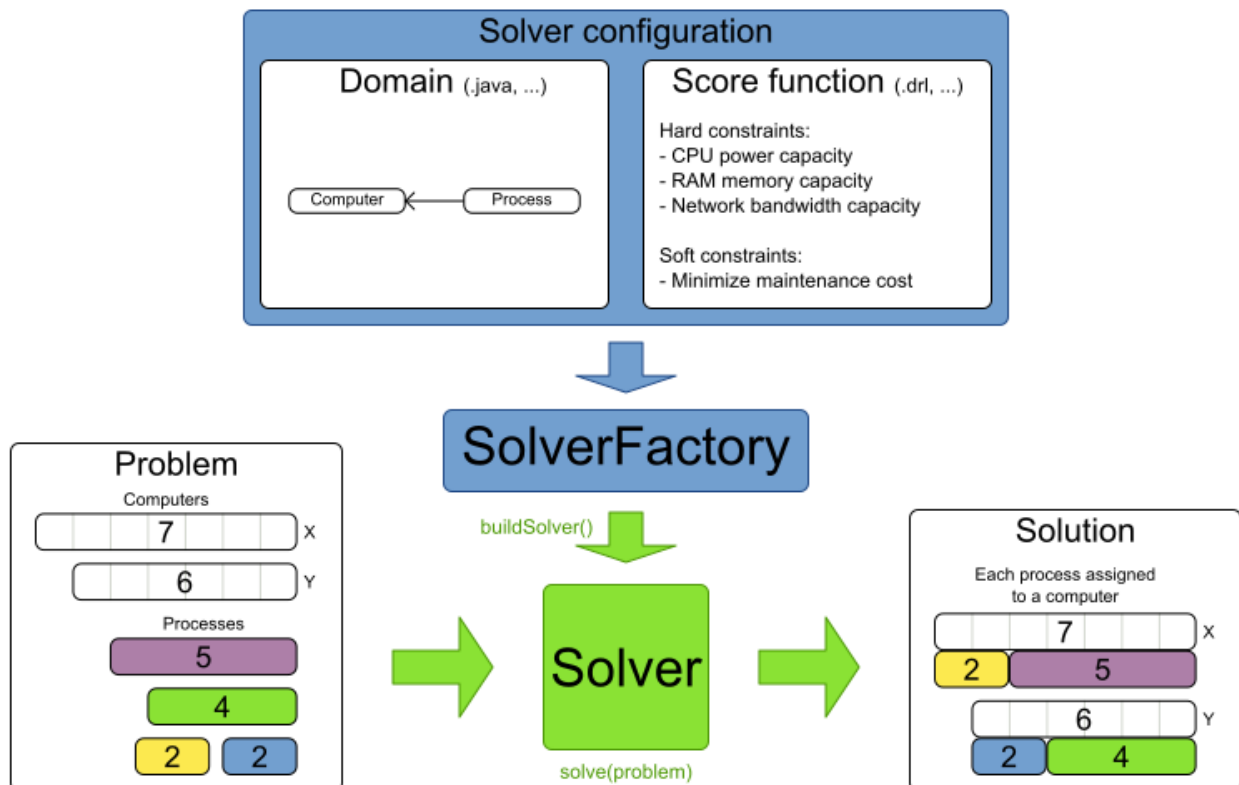 Solver configuration
Domain (.java, ...)
Computer
Process
Score function (.drl, ...)
Hard constraints:
- CPU power capacity
- RAM memory capacity
- Network bandwidth capacity
Soft constraints:
- Minimize maintenance cost
SolverFactory
buildSolver()
Problem
Computers
7 X
6 Y
Processes
5
4
2 2
Solver
solve(problem)
Solution
Each process assigned
to a computer
7 X
2 5
6 Y
2 4